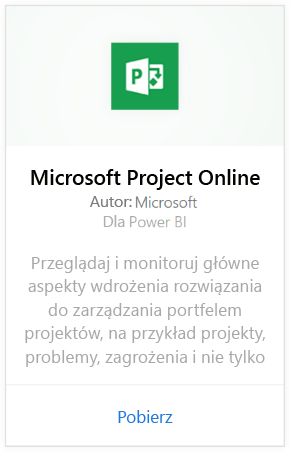 P
Microsoft Project Online
Autor: Microsoft
Dla Power BI
Przeglądaj i monitoruj główne
aspekty wdrożenia rozwiązania
do zarządzania portfelem
projektów, na przykład projekty,
problemy, zagrożenia i nie tylko
Pobierz